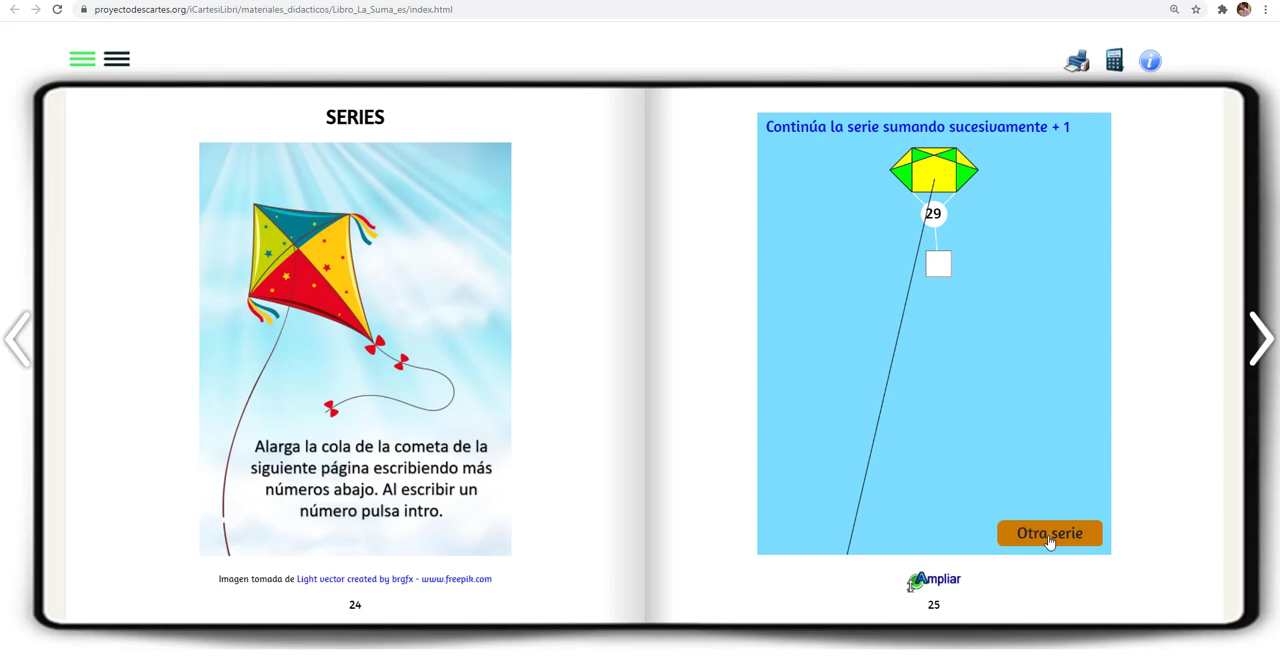 proyectodescartes.org/iCartesiLibri/materiales_didacticos/Libro_La_Suma_es/index.html
SERIES
Alarga la cola de la cometa de la
siguiente página escribiendo más
números abajo. Al escribir un
número pulsa intro.
Imagen tomada de Light vector created by brgfx - www.freepik.com
24
Continúa la serie sumando sucesivamente + 1
29
Otra serie
Ampliar
25